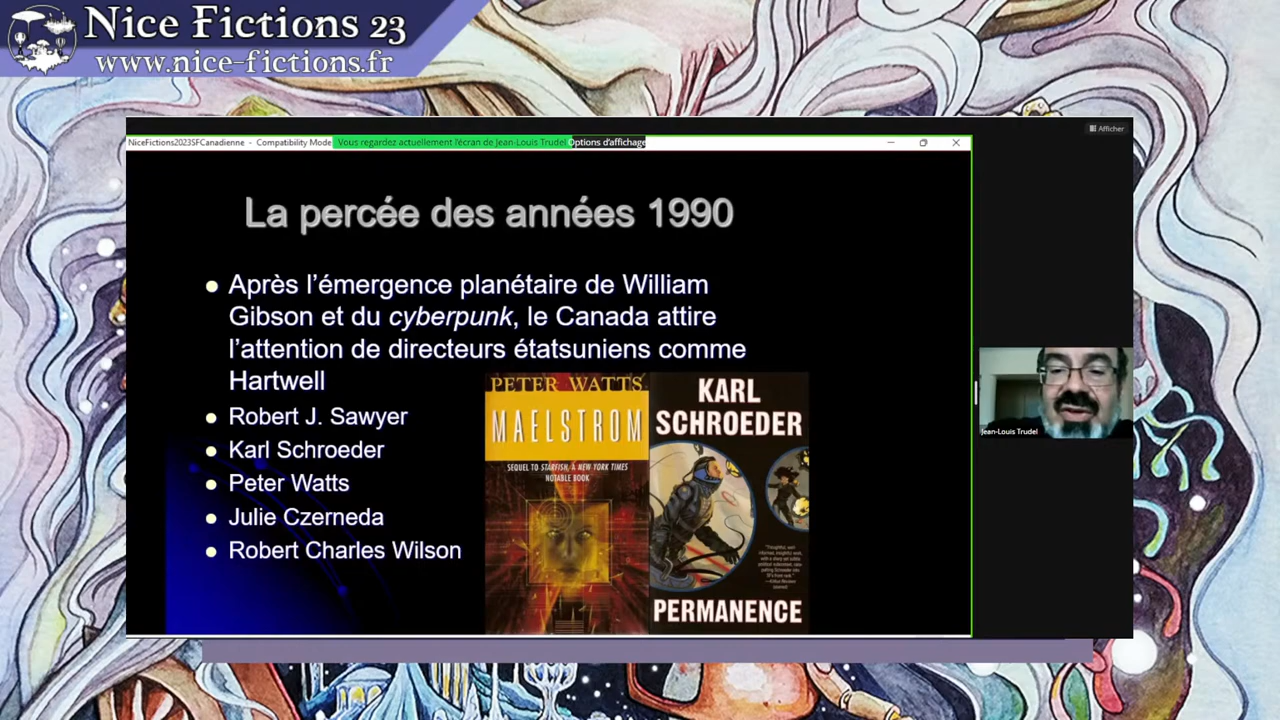 Nice Fictions 23
www.nice-fictions.fr
Afficher
NiceFictions2023SFCanadienne - Compatibility Mode
Vous regardez actuellement l'écran de Jean-Louis Trudel
Options d'affichage
La percée des années 1990
• Après l'émergence planétaire de William
Gibson et du cyberpunk, le Canada attire
l'attention de directeurs étatsuniens comme
Hartwell
• Robert J. Sawyer
• Karl Schroeder
• Peter Watts
• Julie Czerneda
• Robert Charles Wilson
PETER WATTS
MAELSTROM
SEQUEL TO STARFISH, A NEW YORK TIMES
NOTABLE BOOK
KARL
SCHROEDER
PERMANENCE
Jean-Louis Trudel